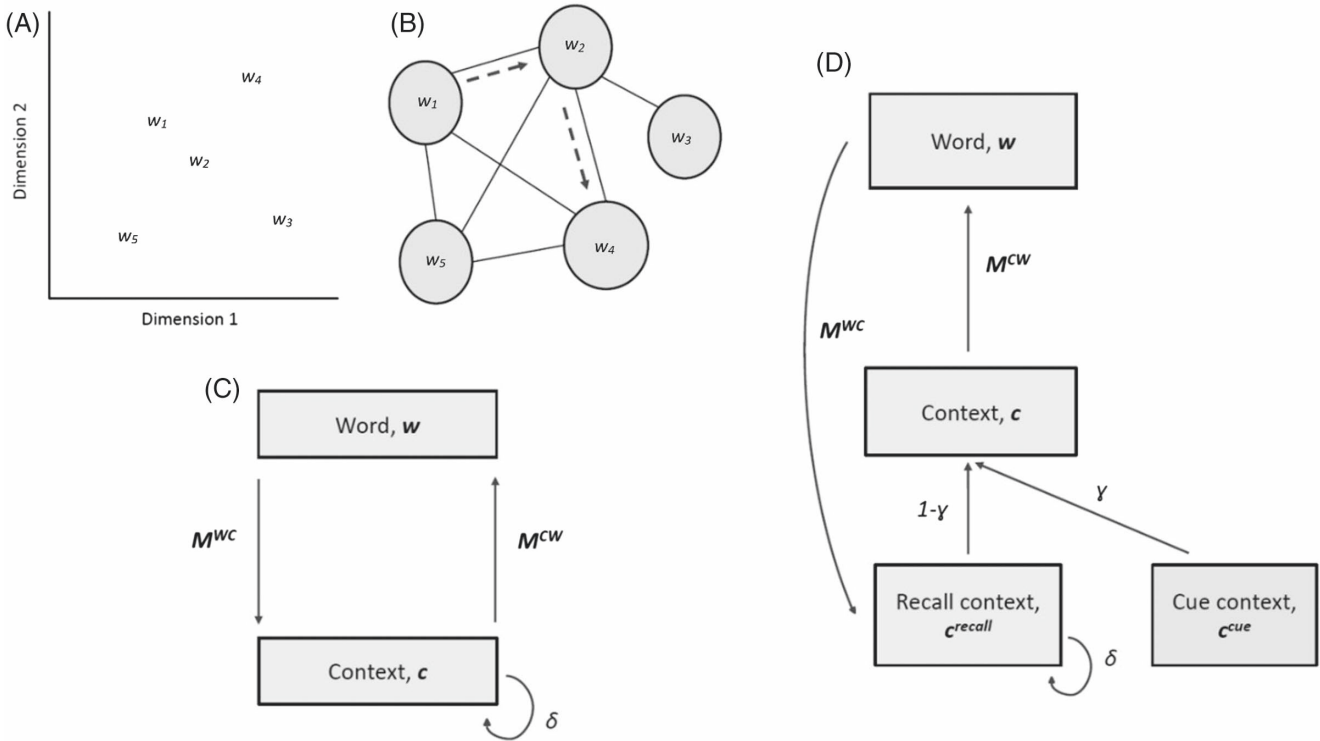 (A)
Dimension 2
w4
w1
w2
w3
w5
Dimension 1
(B)
w2
w1
w3
w5
w4
(C)
Word, w
M^WC
M^CW
Context, c
δ
(D)
Word, w
M^CW
M^WC
Context, c
1-γ
γ
Recall context,
c^recall
Cue context,
c^cue
δ